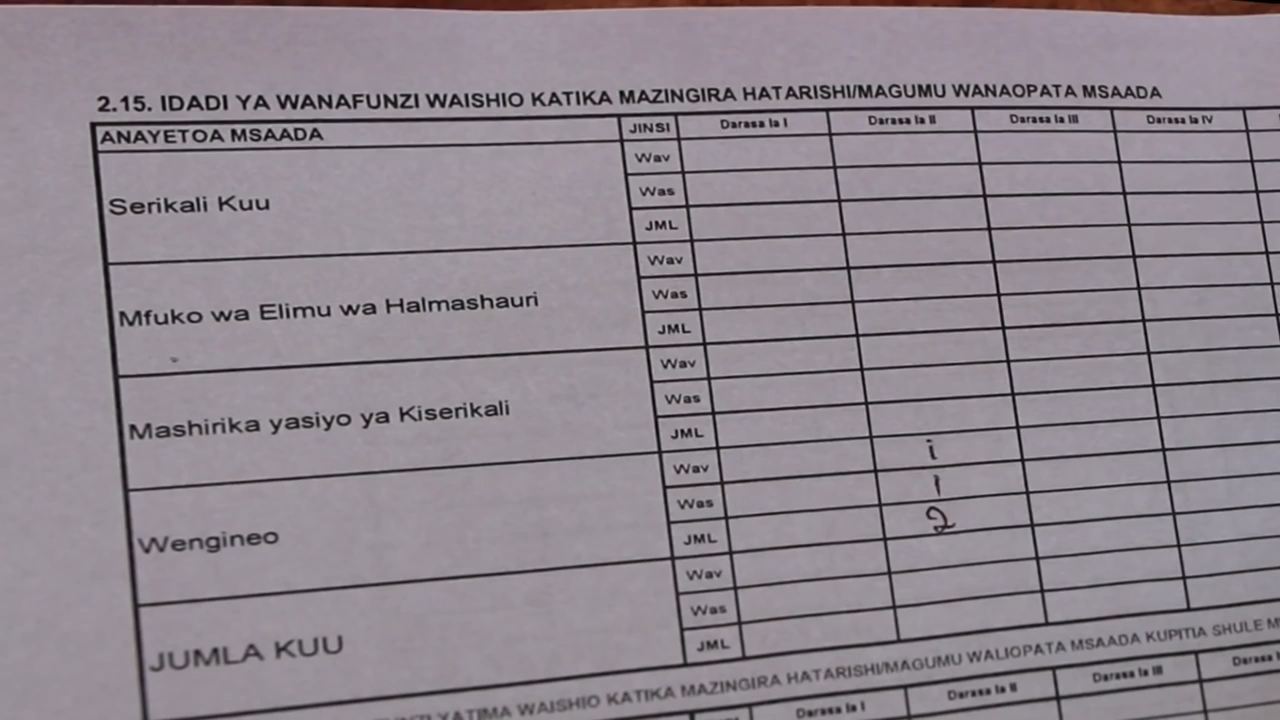 2.15. IDADI YA WANAFUNZI WAISHIO KATIKA MAZINGIRA HATARISHI/MAGUMU WANAOPATA MSAADA
ANAYETOA MSAADA JINSI Darasa la I Darasa la II Darasa la III Darasa la IV
Serikali Kuu
Wav
Was
JML
Mfuko wa Elimu wa Halmashauri
Wav
Was
JML
Mashirika yasiyo ya Kiserikali
Wav
Was
JML
Wengineo
Wav i
Was 1
JML 2
JUMLA KUU
Wav
Was
JML
YATIMA WAISHIO KATIKA MAZINGIRA HATARISHI/MAGUMU WALIOPATA MSAADA KUPITIA SHULE
Darasa la I Darasa la II Darasa la III Darasa